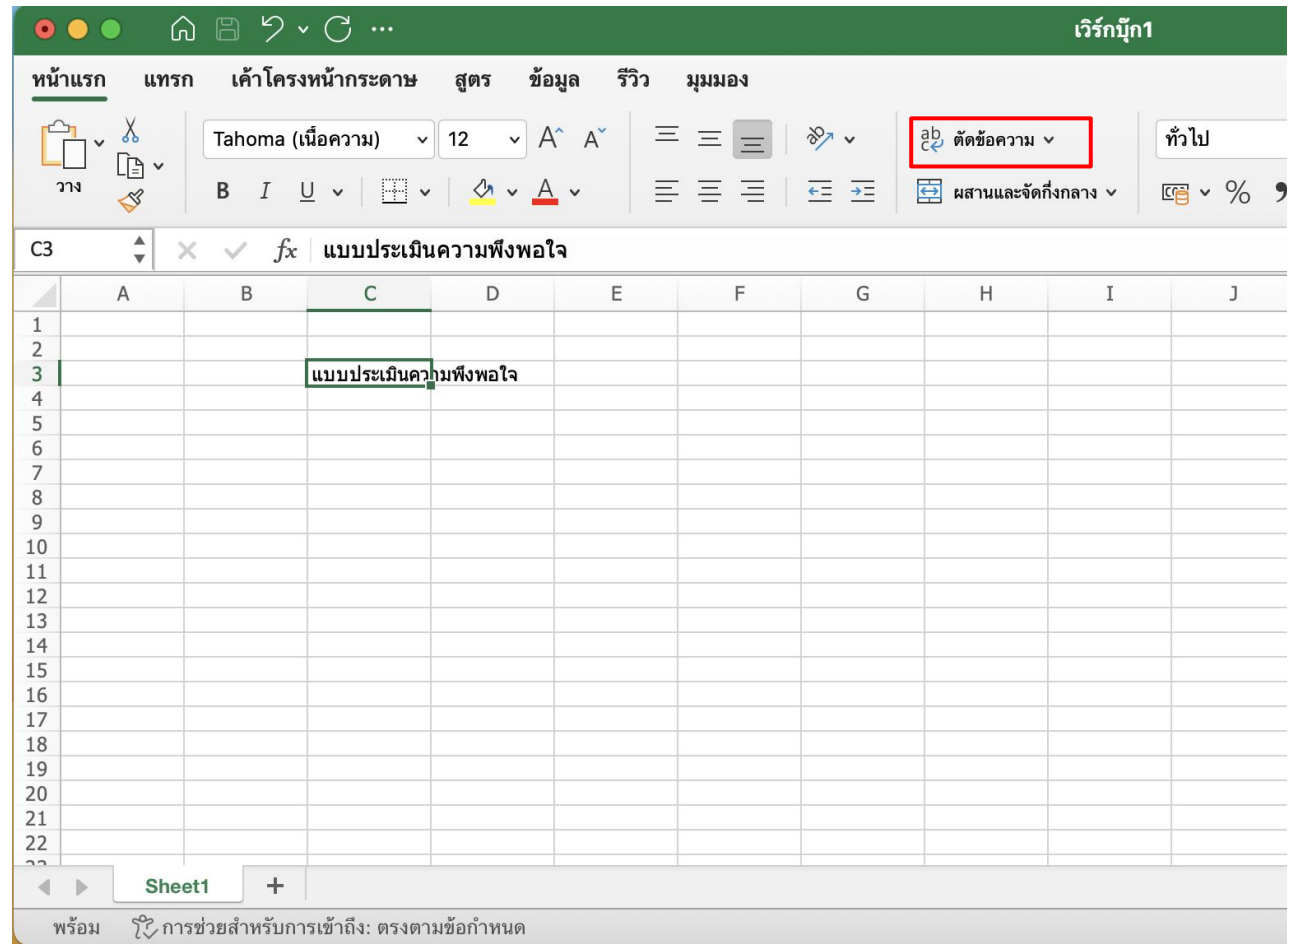 เวิร์กบุ๊ก1
หน้าแรก แทรก เค้าโครงหน้ากระดาษ สูตร ข้อมูล รีวิว มุมมอง
Tahoma (เนื้อความ) 12 A^ A˅ ab c ตัดข้อความ ทั่วไป
วาง B I U A ผสานและจัดกึ่งกลาง % ,
C3 fx แบบประเมินความพึงพอใจ
A B C D E F G H I J
1
2
3 แบบประเมินความพึงพอใจ
4
5
6
7
8
9
10
11
12
13
14
15
16
17
18
19
20
21
22
Sheet1 +
พร้อม การช่วยสำหรับการเข้าถึง: ตรงตามข้อกำหนด